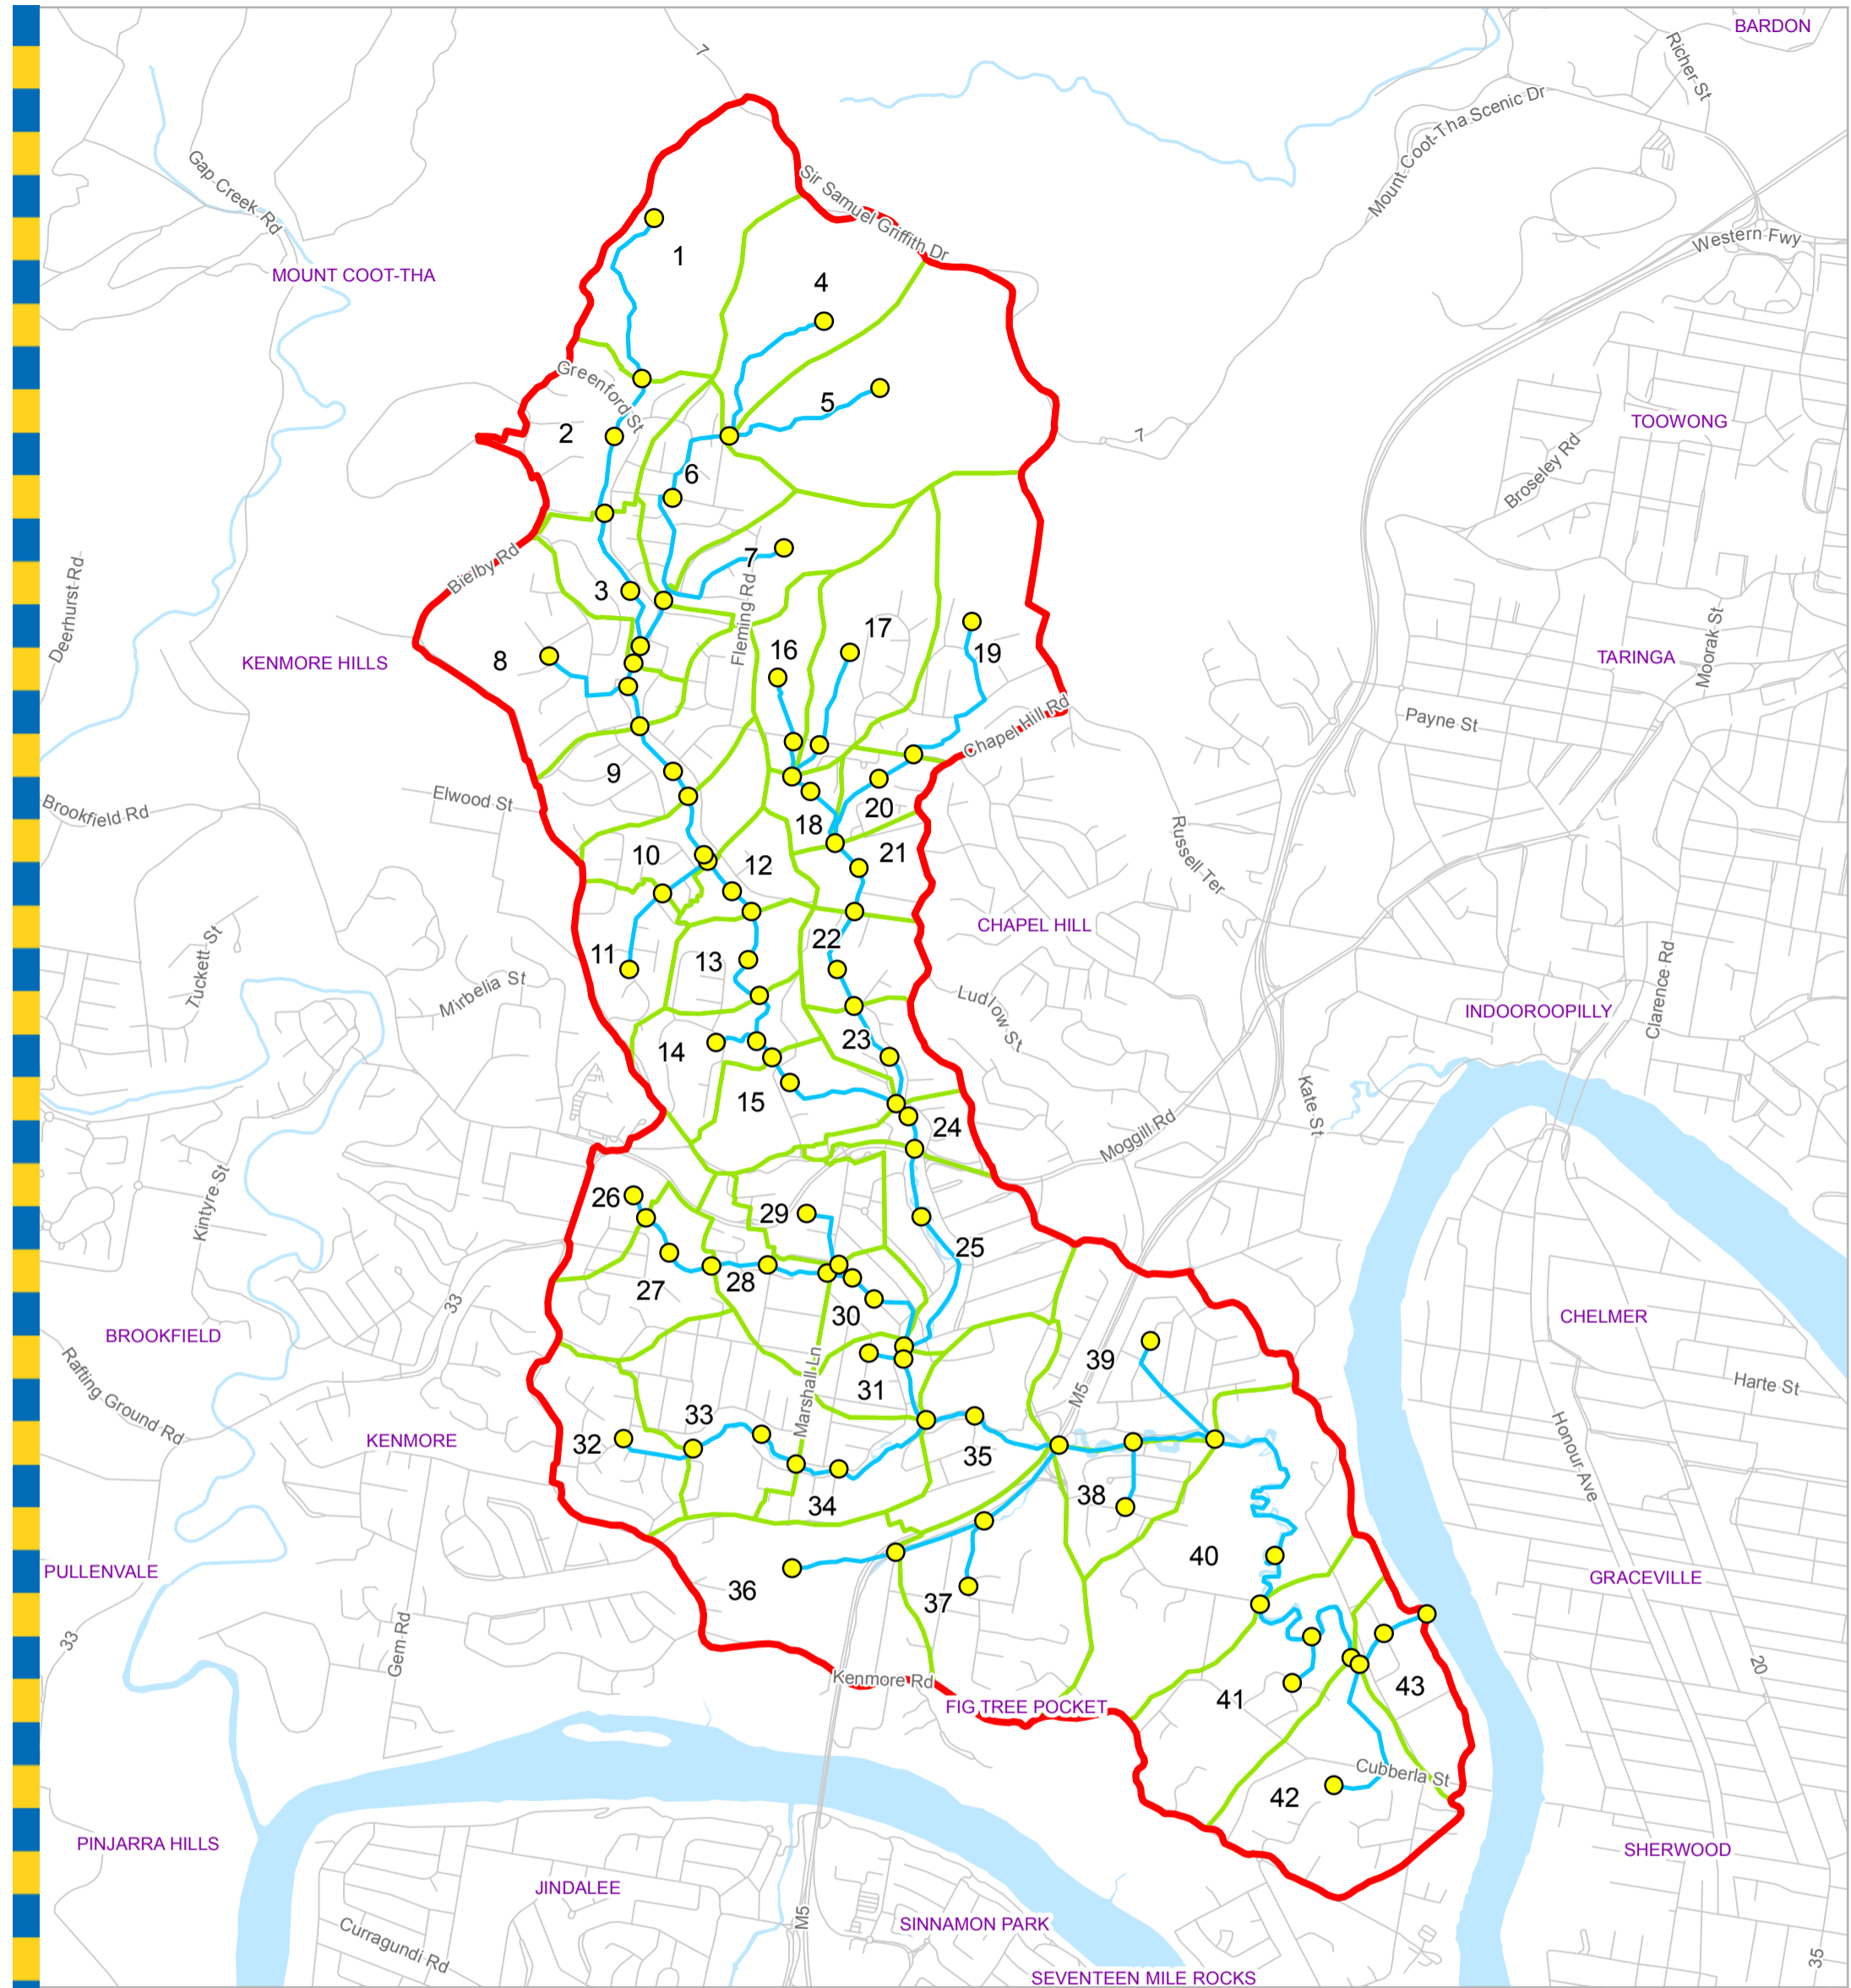 BARDON
7
Richer St
Mount Coot-Tha Scenic Dr
Gap Creek Rd
Sir Samuel Griffith Dr
Western Fwy
1
MOUNT COOT-THA
4
Greenford St
5
2
7
TOOWONG
Broseley Rd
6
7
Bielby Rd
3
Deerhurst Rd
Fleming Rd
17
16
19
Moorak St
TARINGA
8
KENMORE HILLS
Chapel Hill Rd
Payne St
9
Elwood St
Brookfield Rd
20
18
21
10
12
Russell Ter
CHAPEL HILL
22
11
13
Tuckett St
Mirbelia St
Ludlow St
Clarence Rd
INDOOROOPILLY
23
14
15
Kate St
24
Moggill Rd
Kintyre St
26
29
25
27
28
33
30
BROOKFIELD
CHELMER
39
Rafting Ground Rd
31
Marshall Ln
M5
Harte St
33
32
KENMORE
35
Honour Ave
34
38
40
PULLENVALE
36
37
GRACEVILLE
33
Gem Rd
20
Kenmore Rd
41
43
FIG TREE POCKET
Cubberla St
42
PINJARRA HILLS
SHERWOOD
JINDALEE
M5
SINNAMON PARK
Curragundi Rd
35
SEVENTEEN MILE ROCKS